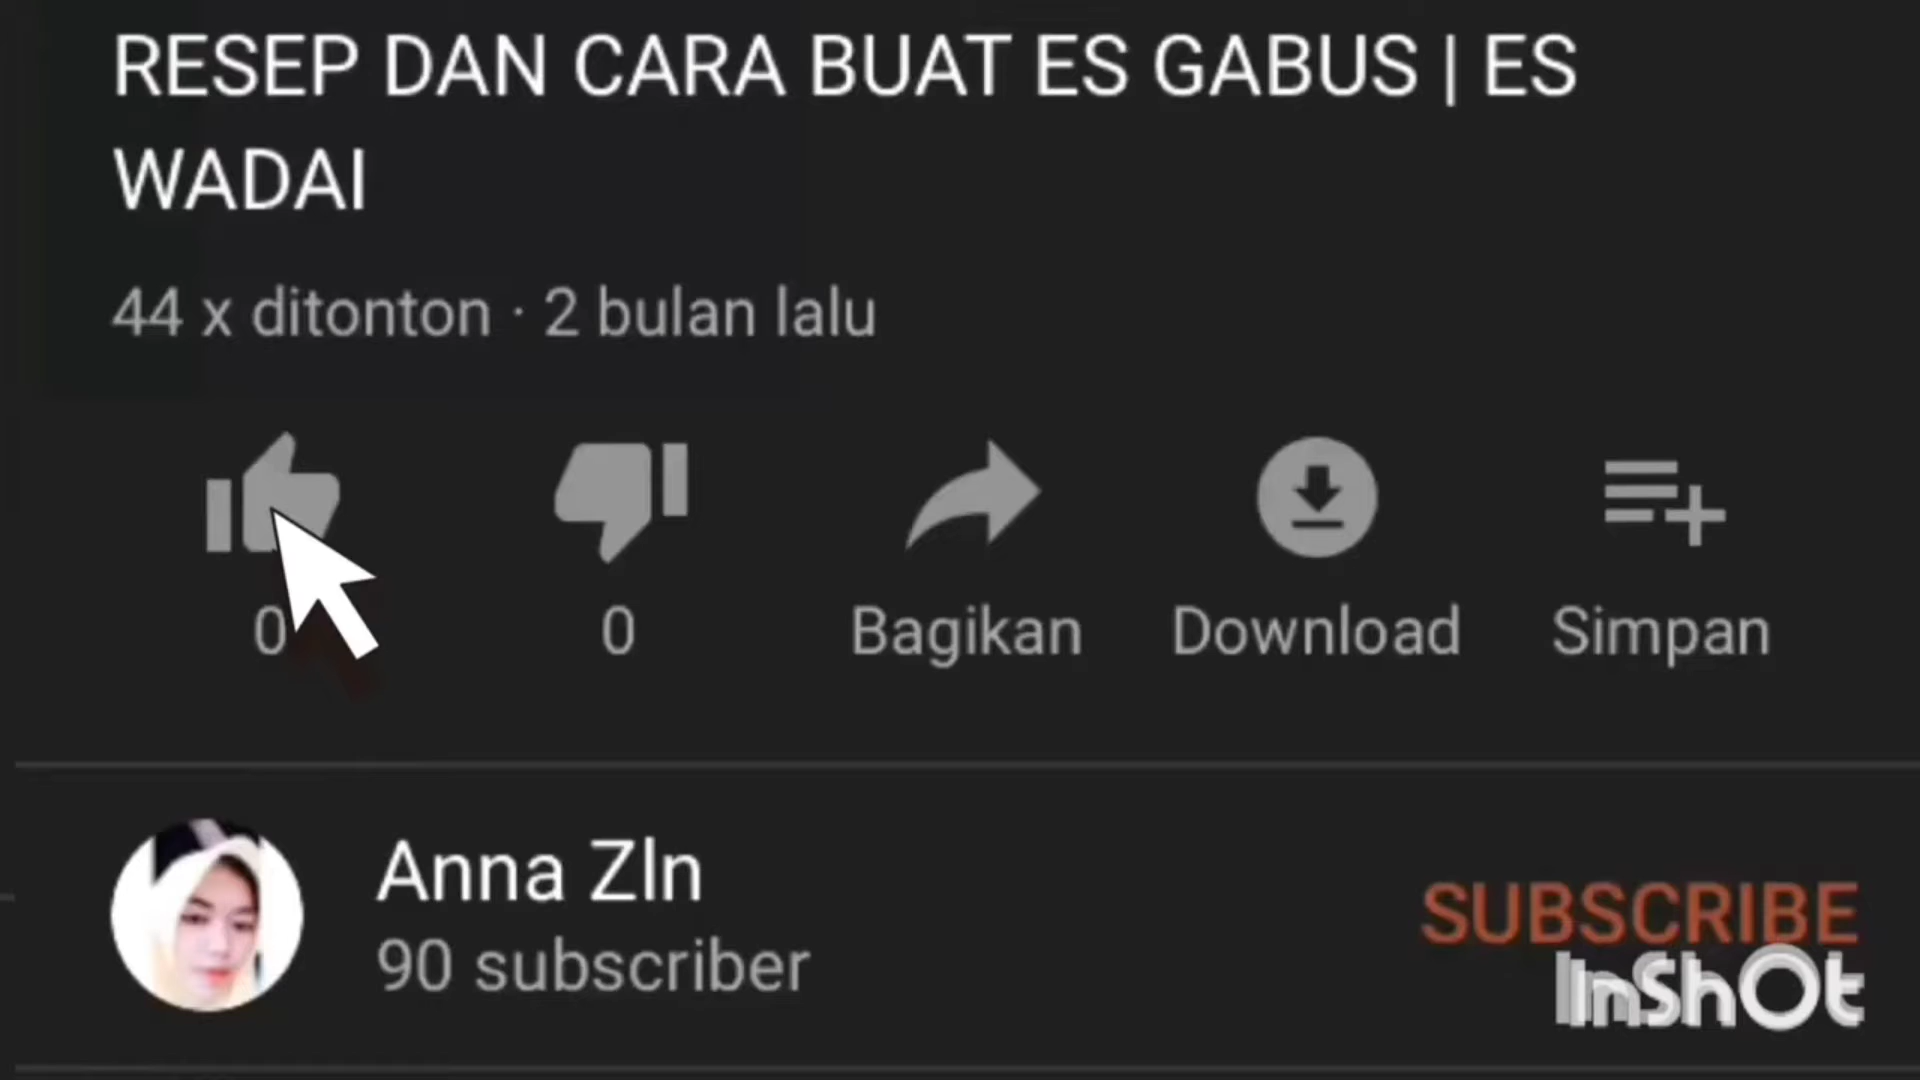 RESEP DAN CARA BUAT ES GABUS | ES
WADAI
44 x ditonton · 2 bulan lalu
0
0
Bagikan
Download
Simpan
Anna Zln
90 subscriber
SUBSCRIBE
InShOt